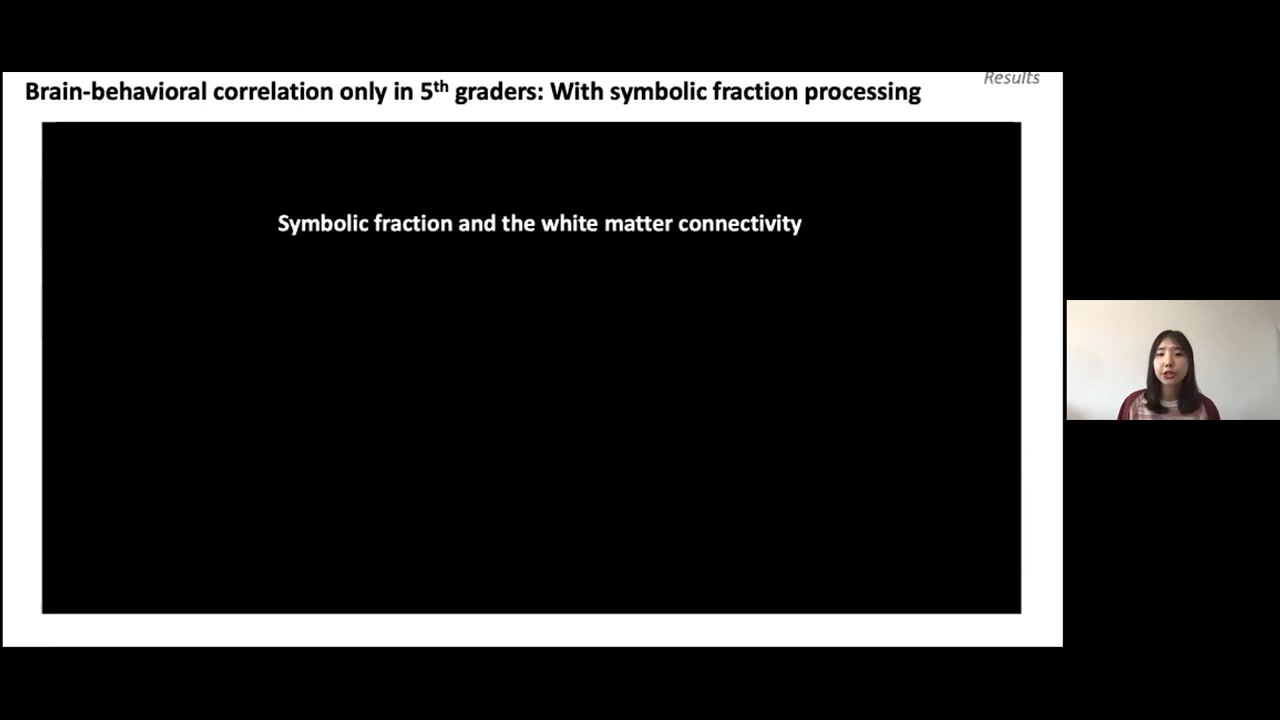 Results
Brain-behavioral correlation only in 5th graders: With symbolic fraction processing
Symbolic fraction and the white matter connectivity